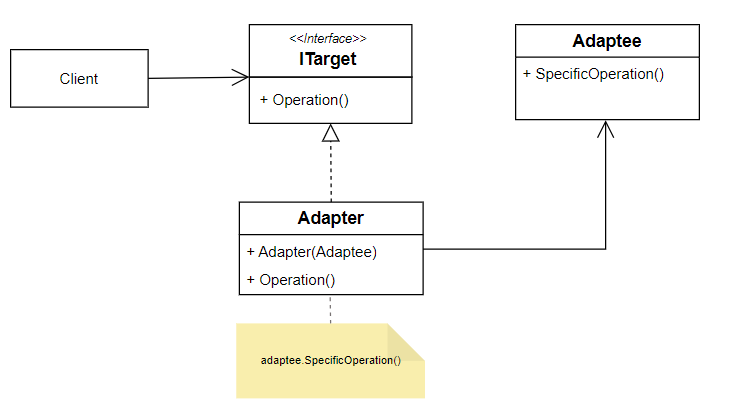 Client
<<Interface>>
ITarget
+ Operation()
Adaptee
+ SpecificOperation()
Adapter
+ Adapter(Adaptee)
+ Operation()
adaptee.SpecificOperation()